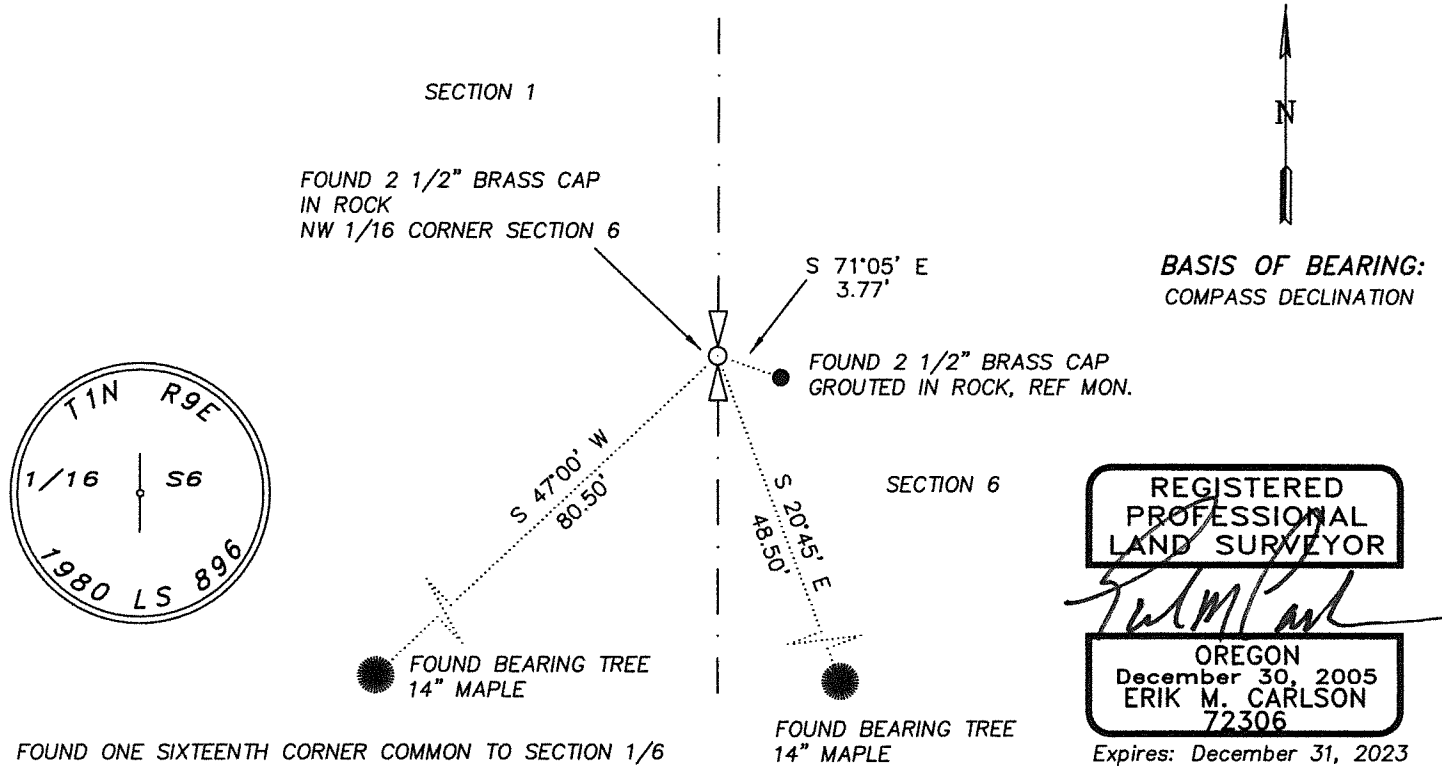 SECTION 1
FOUND 2 1/2" BRASS CAP
IN ROCK
NW 1/16 CORNER SECTION 6
S 71°05' E
3.77'
N
BASIS OF BEARING:
COMPASS DECLINATION
FOUND 2 1/2" BRASS CAP
GROUTED IN ROCK, REF MON.
T1N R9E
1/16 S6
1980 LS 896
S 47°00' W
80.50'
S 20°45' E
48.50'
SECTION 6
FOUND BEARING TREE
14" MAPLE
FOUND BEARING TREE
14" MAPLE
FOUND ONE SIXTEENTH CORNER COMMON TO SECTION 1/6
REGISTERED
PROFESSIONAL
LAND SURVEYOR
OREGON
December 30, 2005
ERIK M. CARLSON
72306
Expires: December 31, 2023